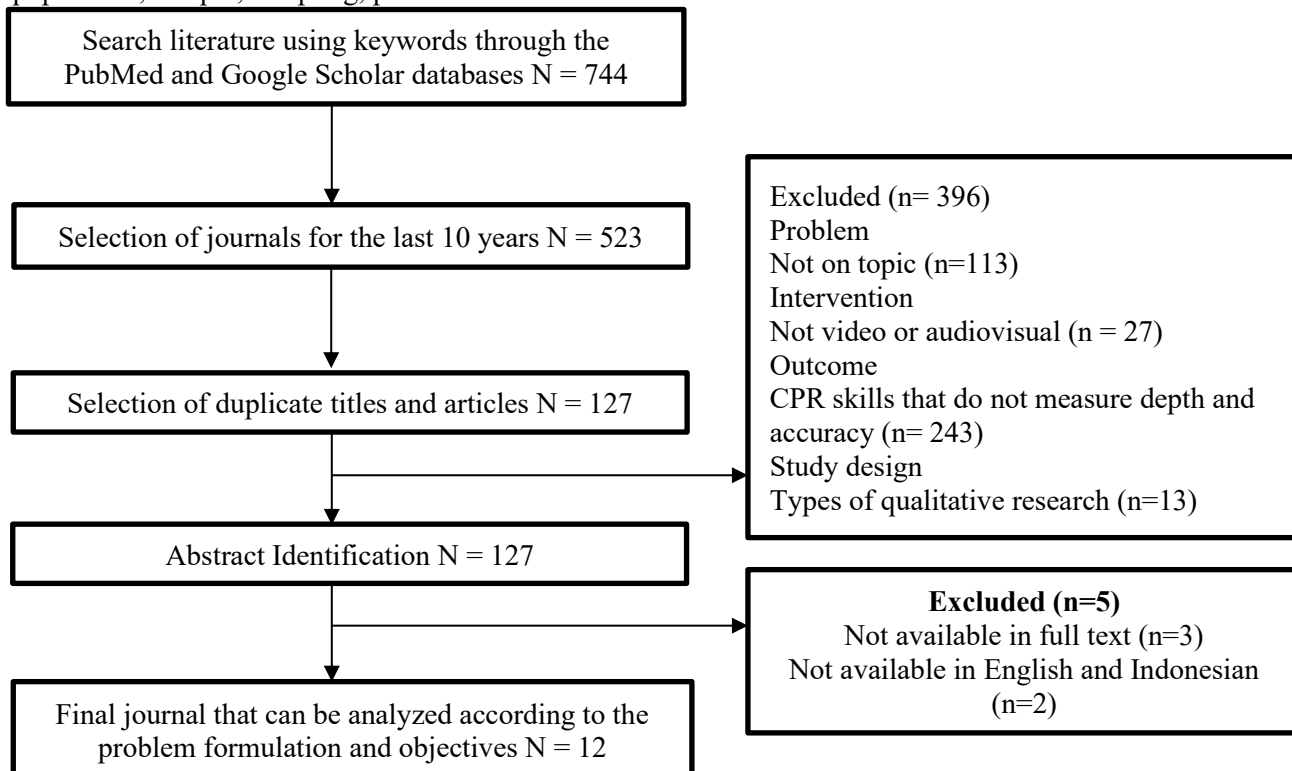 Search literature using keywords through the
PubMed and Google Scholar databases N = 744
Selection of journals for the last 10 years N = 523
Selection of duplicate titles and articles N = 127
Excluded (n= 396)
Problem
Not on topic (n=113)
Intervention
Not video or audiovisual (n = 27)
Outcome
CPR skills that do not measure depth and
accuracy (n= 243)
Study design
Types of qualitative research (n=13)
Abstract Identification N = 127
Excluded (n=5)
Not available in full text (n=3)
Not available in English and Indonesian
(n=2)
Final journal that can be analyzed according to the
problem formulation and objectives N = 12